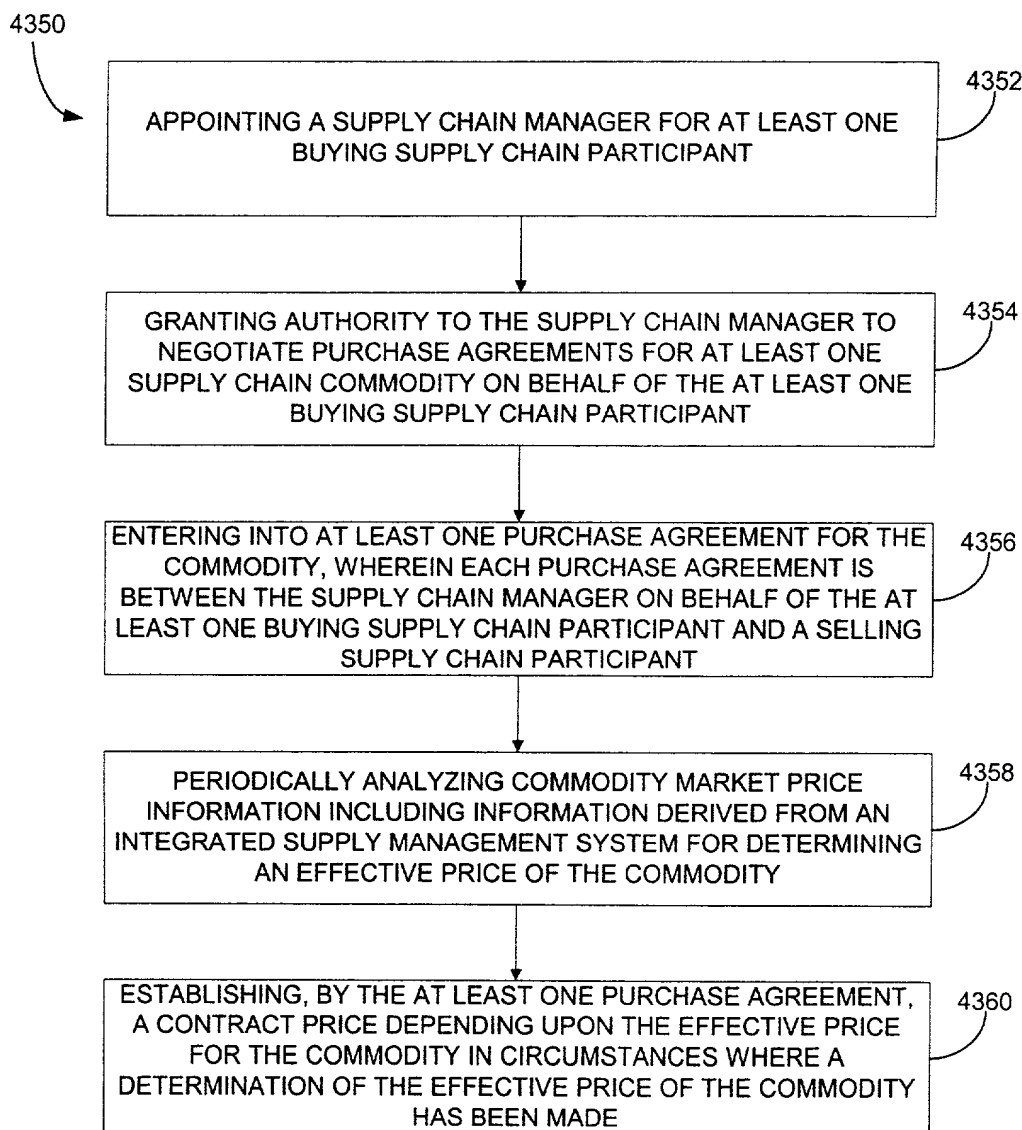 4350
4352
APPOINTING A SUPPLY CHAIN MANAGER FOR AT LEAST ONE
BUYING SUPPLY CHAIN PARTICIPANT
4354
GRANTING AUTHORITY TO THE SUPPLY CHAIN MANAGER TO
NEGOTIATE PURCHASE AGREEMENTS FOR AT LEAST ONE
SUPPLY CHAIN COMMODITY ON BEHALF OF THE AT LEAST ONE
BUYING SUPPLY CHAIN PARTICIPANT
4356
ENTERING INTO AT LEAST ONE PURCHASE AGREEMENT FOR THE
COMMODITY, WHEREIN EACH PURCHASE AGREEMENT IS
BETWEEN THE SUPPLY CHAIN MANAGER ON BEHALF OF THE AT
LEAST ONE BUYING SUPPLY CHAIN PARTICIPANT AND A SELLING
SUPPLY CHAIN PARTICIPANT
4358
PERIODICALLY ANALYZING COMMODITY MARKET PRICE
INFORMATION INCLUDING INFORMATION DERIVED FROM AN
INTEGRATED SUPPLY MANAGEMENT SYSTEM FOR DETERMINING
AN EFFECTIVE PRICE OF THE COMMODITY
4360
ESTABLISHING, BY THE AT LEAST ONE PURCHASE AGREEMENT,
A CONTRACT PRICE DEPENDING UPON THE EFFECTIVE PRICE
FOR THE COMMODITY IN CIRCUMSTANCES WHERE A
DETERMINATION OF THE EFFECTIVE PRICE OF THE COMMODITY
HAS BEEN MADE